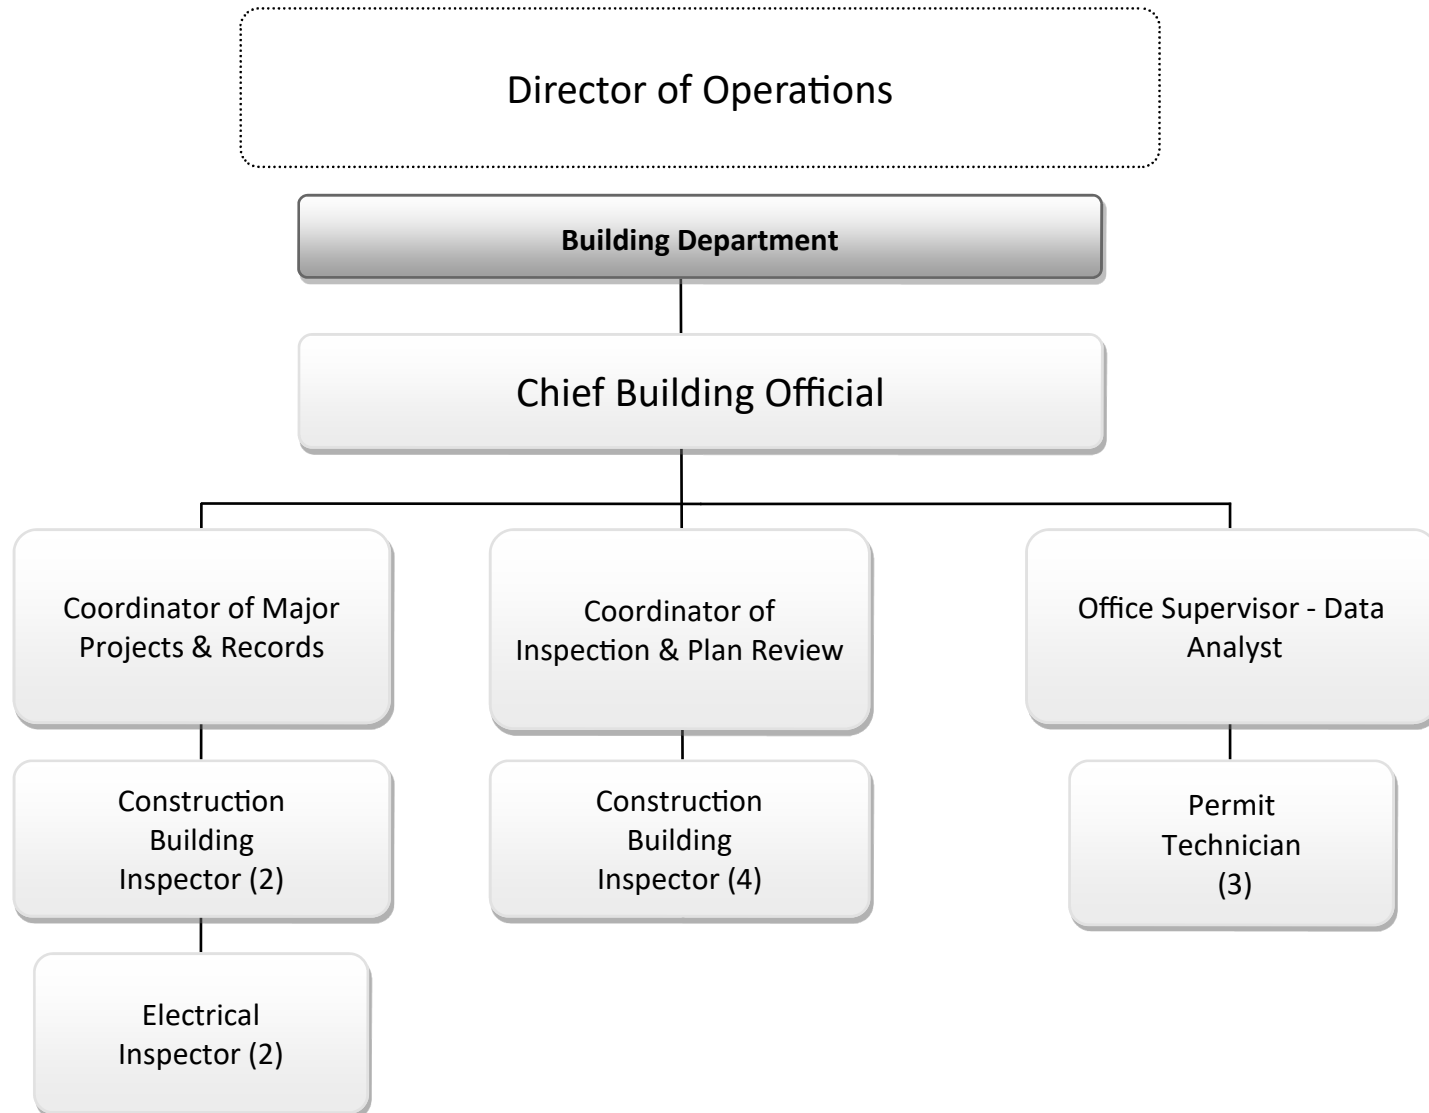 Director of Operations
Building Department
Chief Building Official
Coordinator of Major
Projects & Records
Coordinator of
Inspection & Plan Review
Office Supervisor - Data
Analyst
Construction
Building
Inspector (2)
Construction
Building
Inspector (4)
Permit
Technician
(3)
Electrical
Inspector (2)